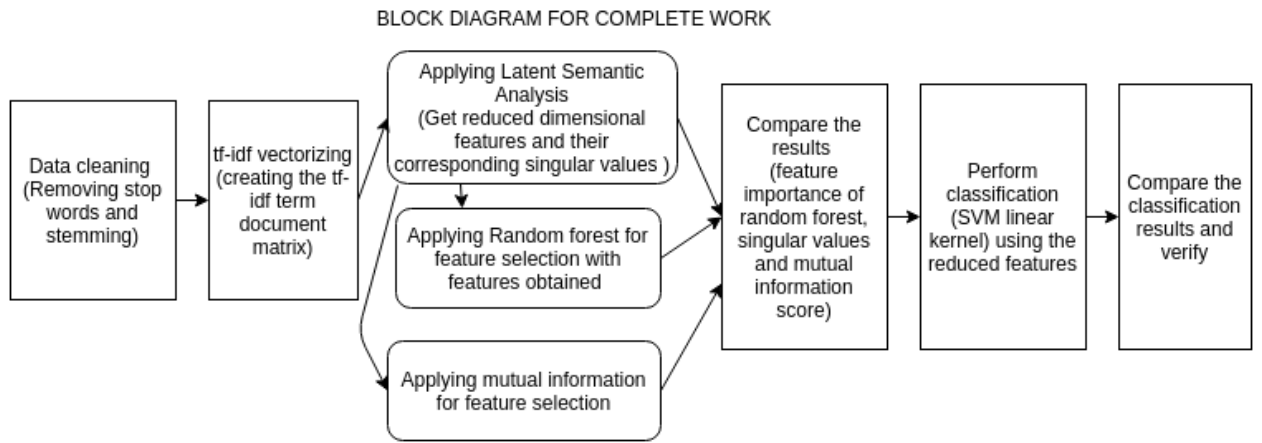 BLOCK DIAGRAM FOR COMPLETE WORK
Data cleaning
(Removing stop
words and
stemming)
tf-idf vectorizing
(creating the tf-
idf term
document
matrix)
Applying Latent Semantic
Analysis
(Get reduced dimensional
features and their
corresponding singular values )
Applying Random forest for
feature selection with
features obtained
Applying mutual information
for feature selection
Compare the
results
(feature
importance of
random forest,
singular values
and mutual
information
score)
Perform
classification
(SVM linear
kernel) using the
reduced features
Compare the
classification
results and
verify